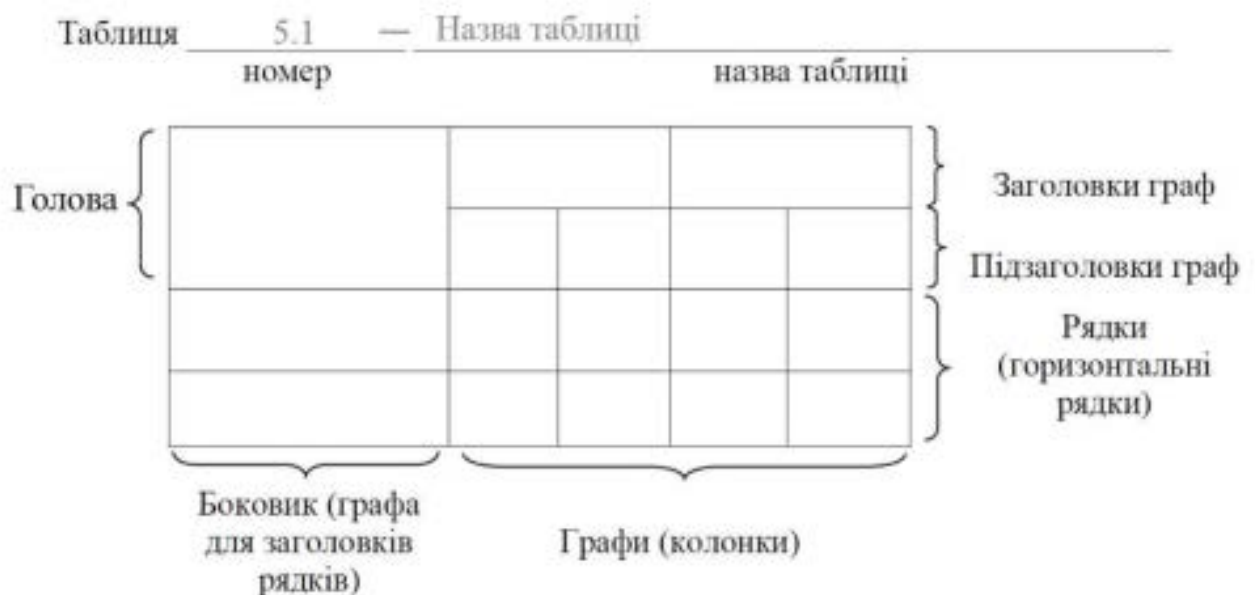 Таблиця 5.1 — Назва таблиці
номер назва таблиці
Голова
Заголовки граф
Підзаголовки граф
Рядки
(горизонтальні
рядки)
Боковик (графа
для заголовків
рядків)
Графи (колонки)